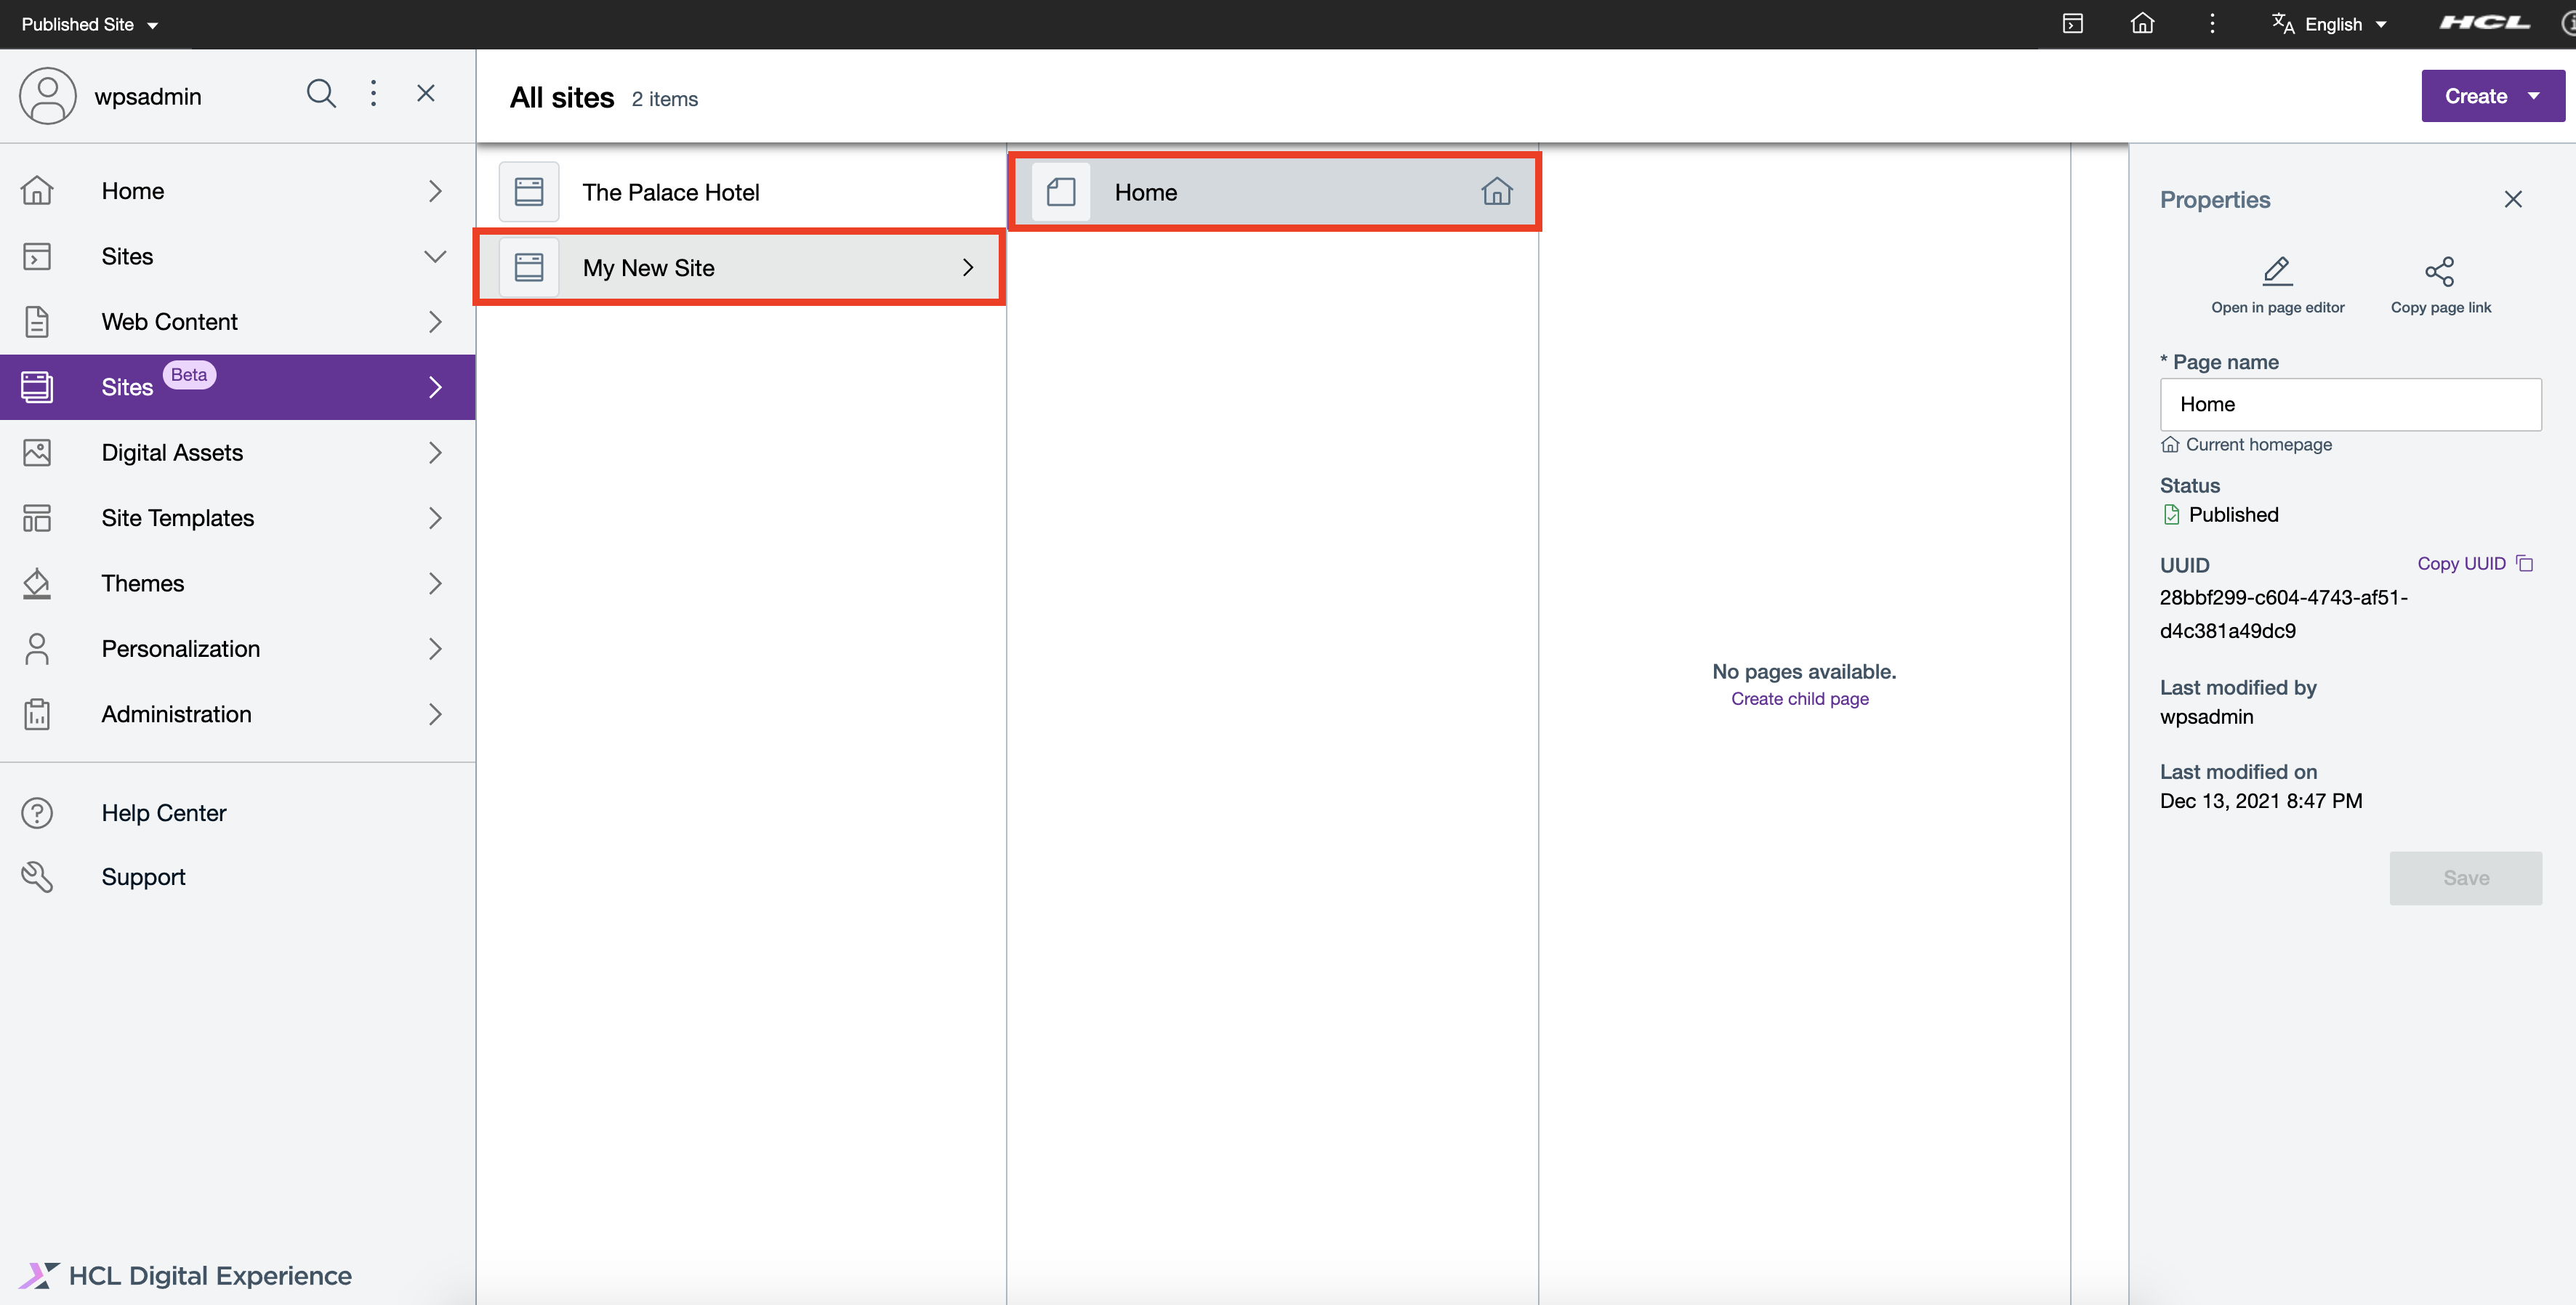 Published Site
English
HCL
wpsadmin
All sites 2 items
Create
Home
Sites
Web Content
Sites Beta
Digital Assets
Site Templates
Themes
Personalization
Administration
Help Center
Support
HCL Digital Experience
The Palace Hotel
My New Site
Home
No pages available.
Create child page
Properties
Open in page editor
Copy page link
* Page name
Home
Current homepage
Status
Published
UUID
Copy UUID
28bbf299-c604-4743-af51-
d4c381a49dc9
Last modified by
wpsadmin
Last modified on
Dec 13, 2021 8:47 PM
Save